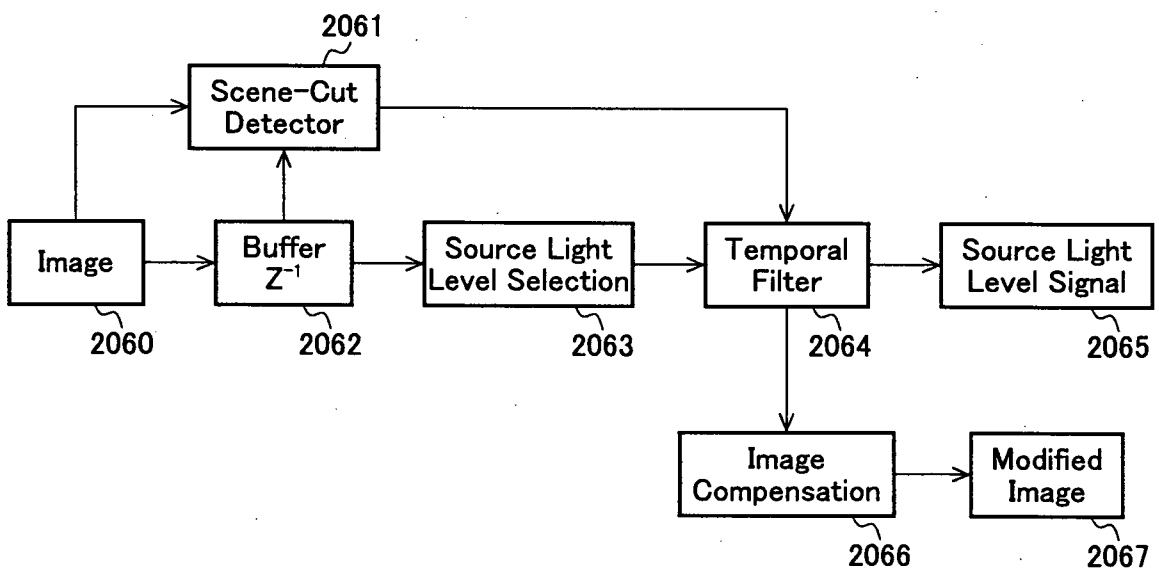 2061
Scene-Cut
Detector
Image
Buffer
Z⁻¹
Source Light
Level Selection
Temporal
Filter
Source Light
Level Signal
2060
2062
2063
2064
2065
Image
Compensation
Modified
Image
2066
2067